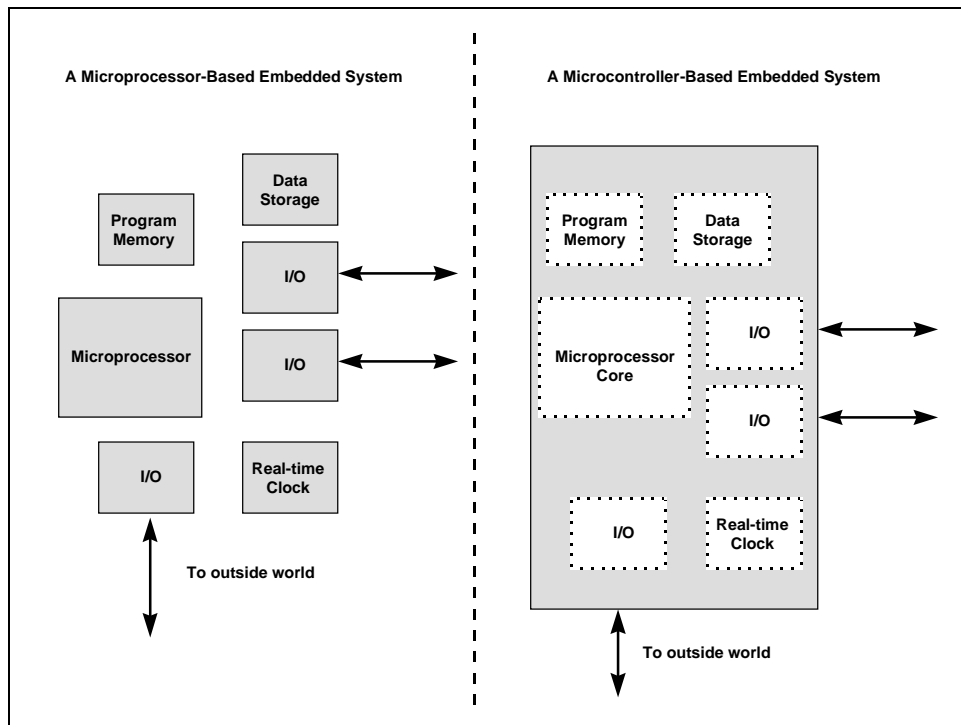 A Microprocessor-Based Embedded System
Data
Storage
Program
Memory
I/O
Microprocessor
I/O
I/O
Real-time
Clock
To outside world
A Microcontroller-Based Embedded System
Program
Memory
Data
Storage
I/O
Microprocessor
Core
I/O
I/O
Real-time
Clock
To outside world